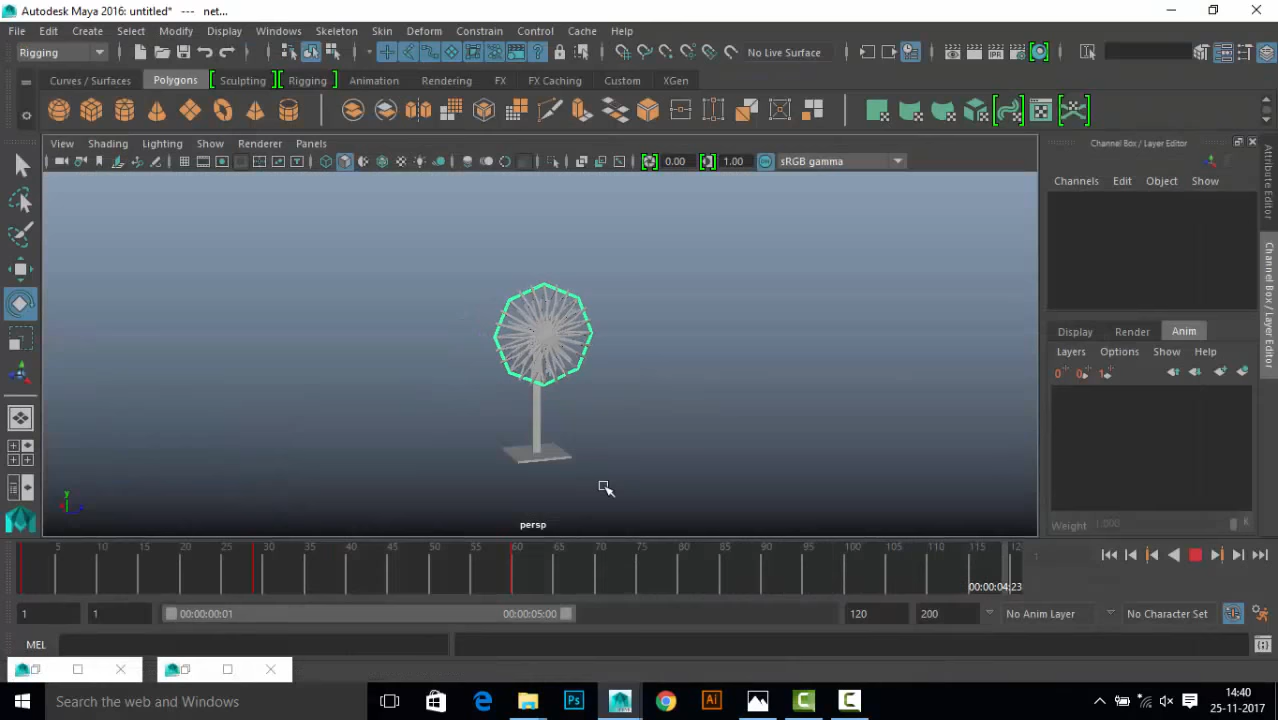 Autodesk Maya 2016: untitled* --- net...
File Edit Create Select Modify Display Windows Skeleton Skin Deform Constrain Control Cache Help
Rigging No Live Surface
Curves / Surfaces Polygons Sculpting Rigging Animation Rendering FX FX Caching Custom XGen
View Shading Lighting Show Renderer Panels
0.00 1.00 sRGB gamma
persp
Channel Box / Layer Editor
Channels Edit Object Show
Display Render Anim
Layers Options Show Help
Weight 1.000
Attribute Editor
Channel Box / Layer Editor
5 10 15 20 25 30 35 40 45 50 55 60 65 70 75 80 85 90 95 100 105 110 115 120
00:00:04:23
1
1 1 00:00:00:01 00:00:05:00 120 200 No Anim Layer No Character Set
MEL
Search the web and Windows
14:40
25-11-2017